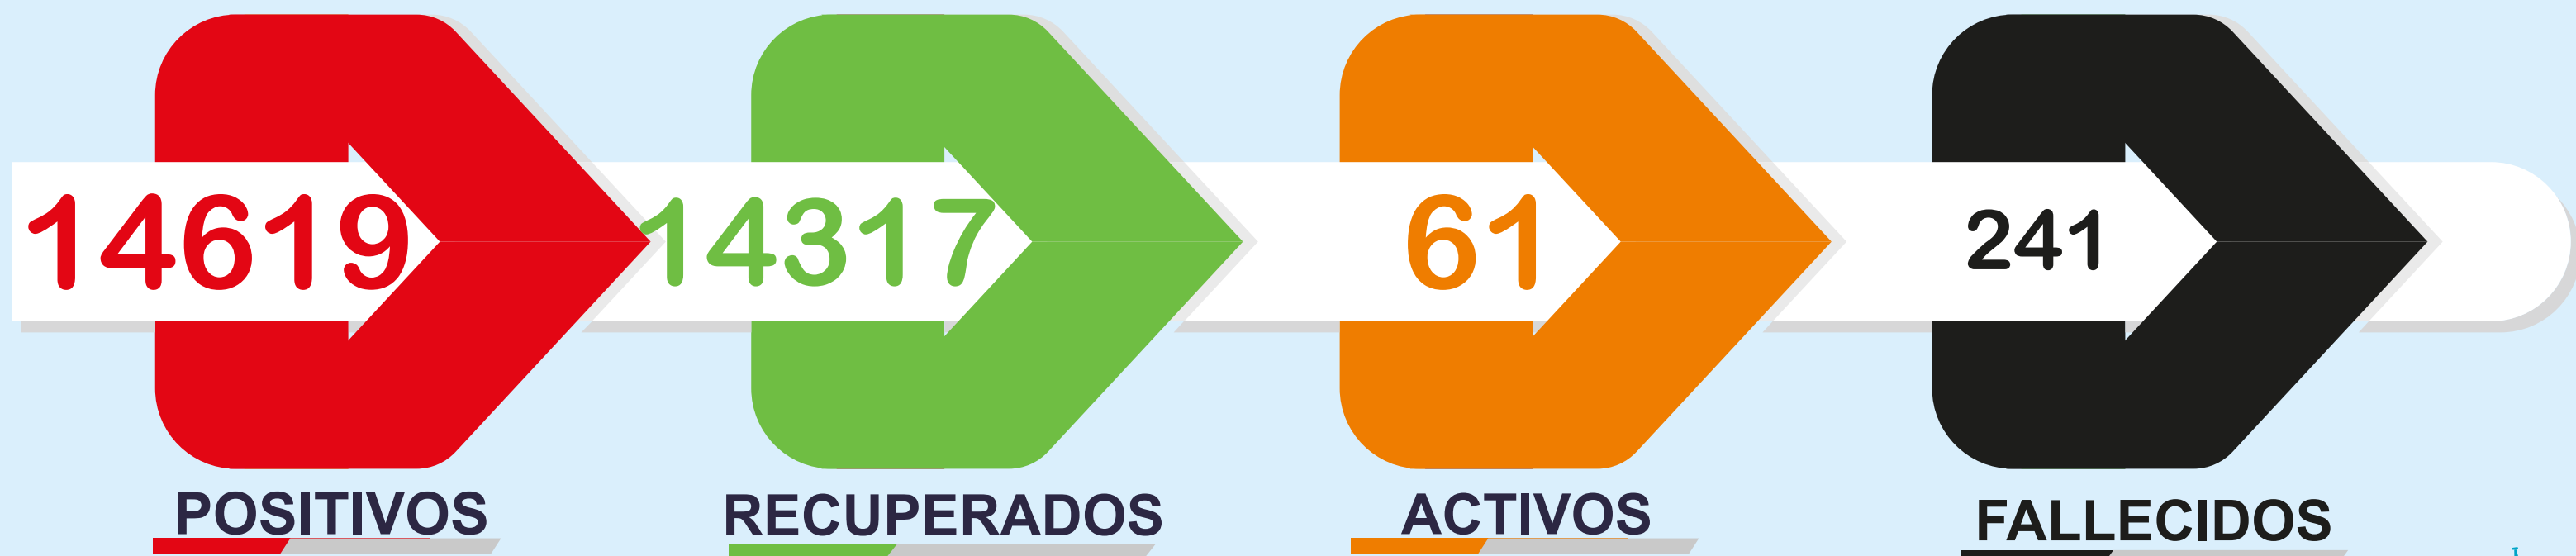 14619 14317 61 241
POSITIVOS RECUPERADOS ACTIVOS FALLECIDOS